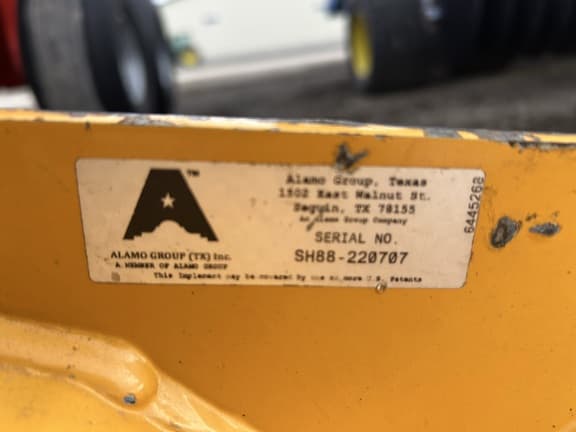 TM
ALAMO GROUP (TX) Inc.
A MEMBER OF ALAMO GROUP
Alamo Group, Texas
1502 East Walnut St.
Seguin, TX 78155
An Alamo Group Company
SERIAL NO.
SH88-220707
This Implement may be covered by one or more U.S. Patents
6445268